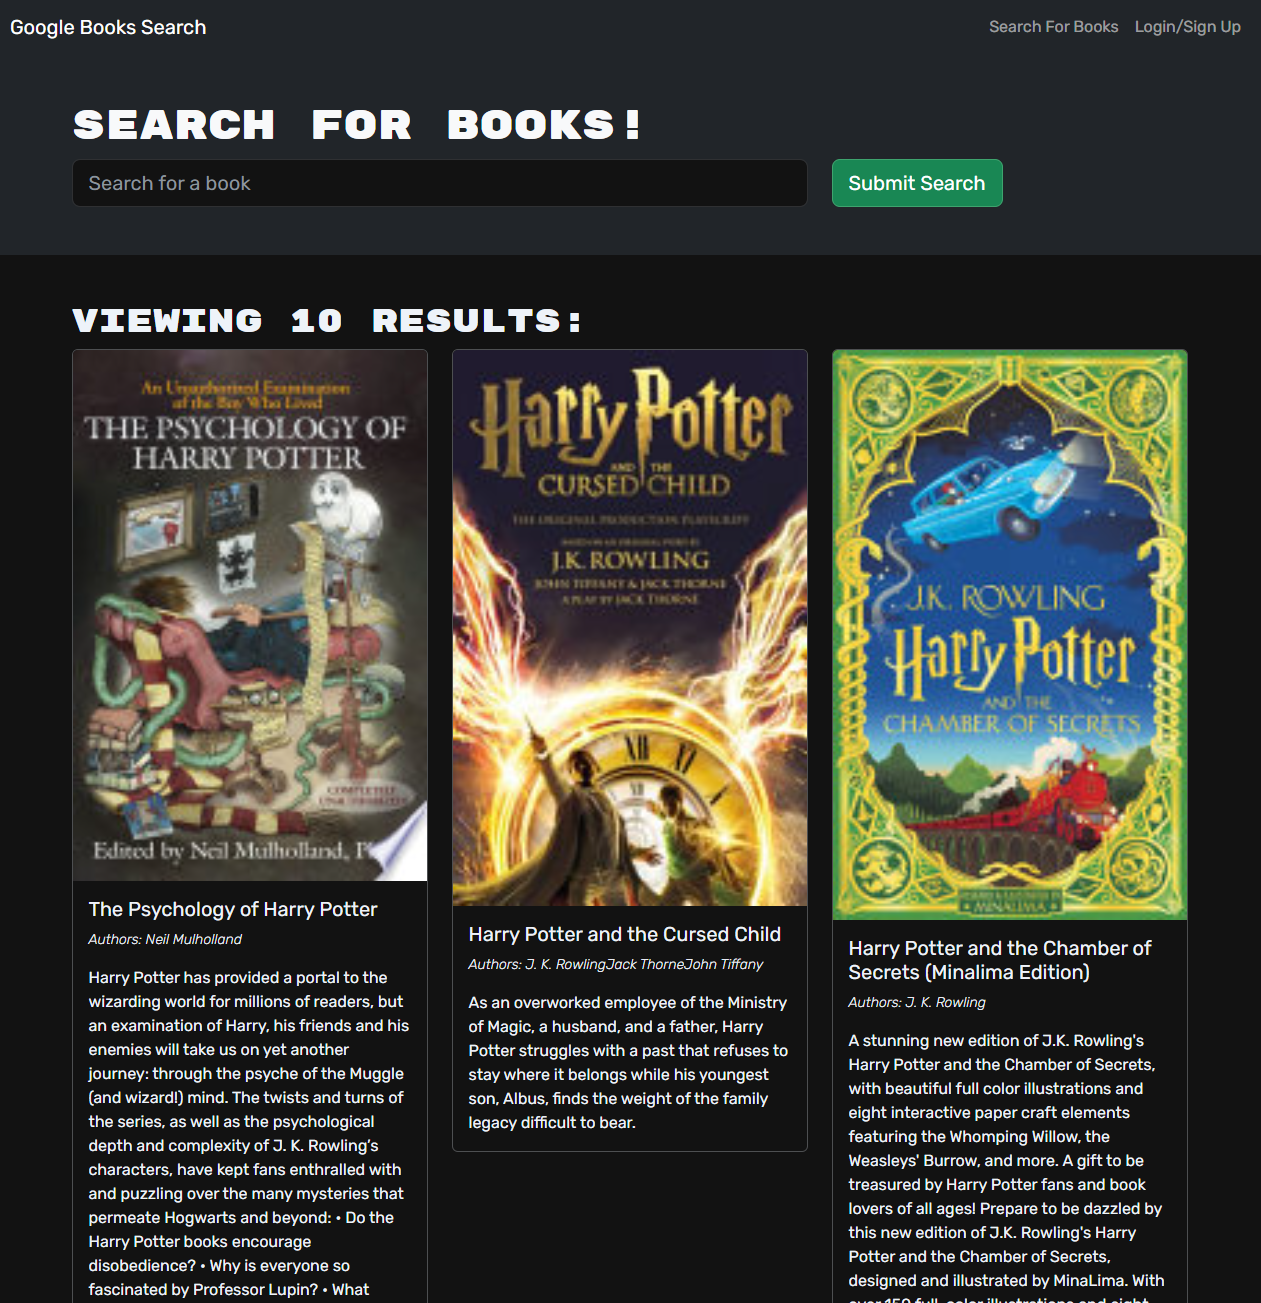 Google Books Search
Search For Books
Login/Sign Up
SEARCH FOR BOOKS!
Search for a book
Submit Search
VIEWING 10 RESULTS:
An Unauthorized Examination
of the Boy Who Lived
THE PSYCHOLOGY OF
HARRY POTTER
COMPLETELY
UNAUTHORIZED
Edited by Neil Mulholland,
The Psychology of Harry Potter
Authors: Neil Mulholland
Harry Potter has provided a portal to the
wizarding world for millions of readers, but
an examination of Harry, his friends and his
enemies will take us on yet another
journey: through the psyche of the Muggle
(and wizard!) mind. The twists and turns of
the series, as well as the psychological
depth and complexity of J. K. Rowling's
characters, have kept fans enthralled with
and puzzling over the many mysteries that
permeate Hogwarts and beyond: • Do the
Harry Potter books encourage
disobedience? • Why is everyone so
fascinated by Professor Lupin? • What
Harry Potter
AND THE
CURSED CHILD
THE ORIGINAL PRODUCTION PLAYSCRIPT
BASED ON AN ORIGINAL STORY BY
J.K. ROWLING
JOHN TIFFANY & JACK THORNE
A PLAY BY JACK THORNE
Harry Potter and the Cursed Child
Authors: J. K. RowlingJack ThorneJohn Tiffany
As an overworked employee of the Ministry
of Magic, a husband, and a father, Harry
Potter struggles with a past that refuses to
stay where it belongs while his youngest
son, Albus, finds the weight of the family
legacy difficult to bear.
J.K. ROWLING
Harry Potter
AND THE
CHAMBER OF SECRETS
MINALIMA
Harry Potter and the Chamber of
Secrets (Minalima Edition)
Authors: J. K. Rowling
A stunning new edition of J.K. Rowling's
Harry Potter and the Chamber of Secrets,
with beautiful full color illustrations and
eight interactive paper craft elements
featuring the Whomping Willow, the
Weasleys' Burrow, and more. A gift to be
treasured by Harry Potter fans and book
lovers of all ages! Prepare to be dazzled by
this new edition of J.K. Rowling's Harry
Potter and the Chamber of Secrets,
designed and illustrated by MinaLima. With
over 150 full-color illustrations and eight